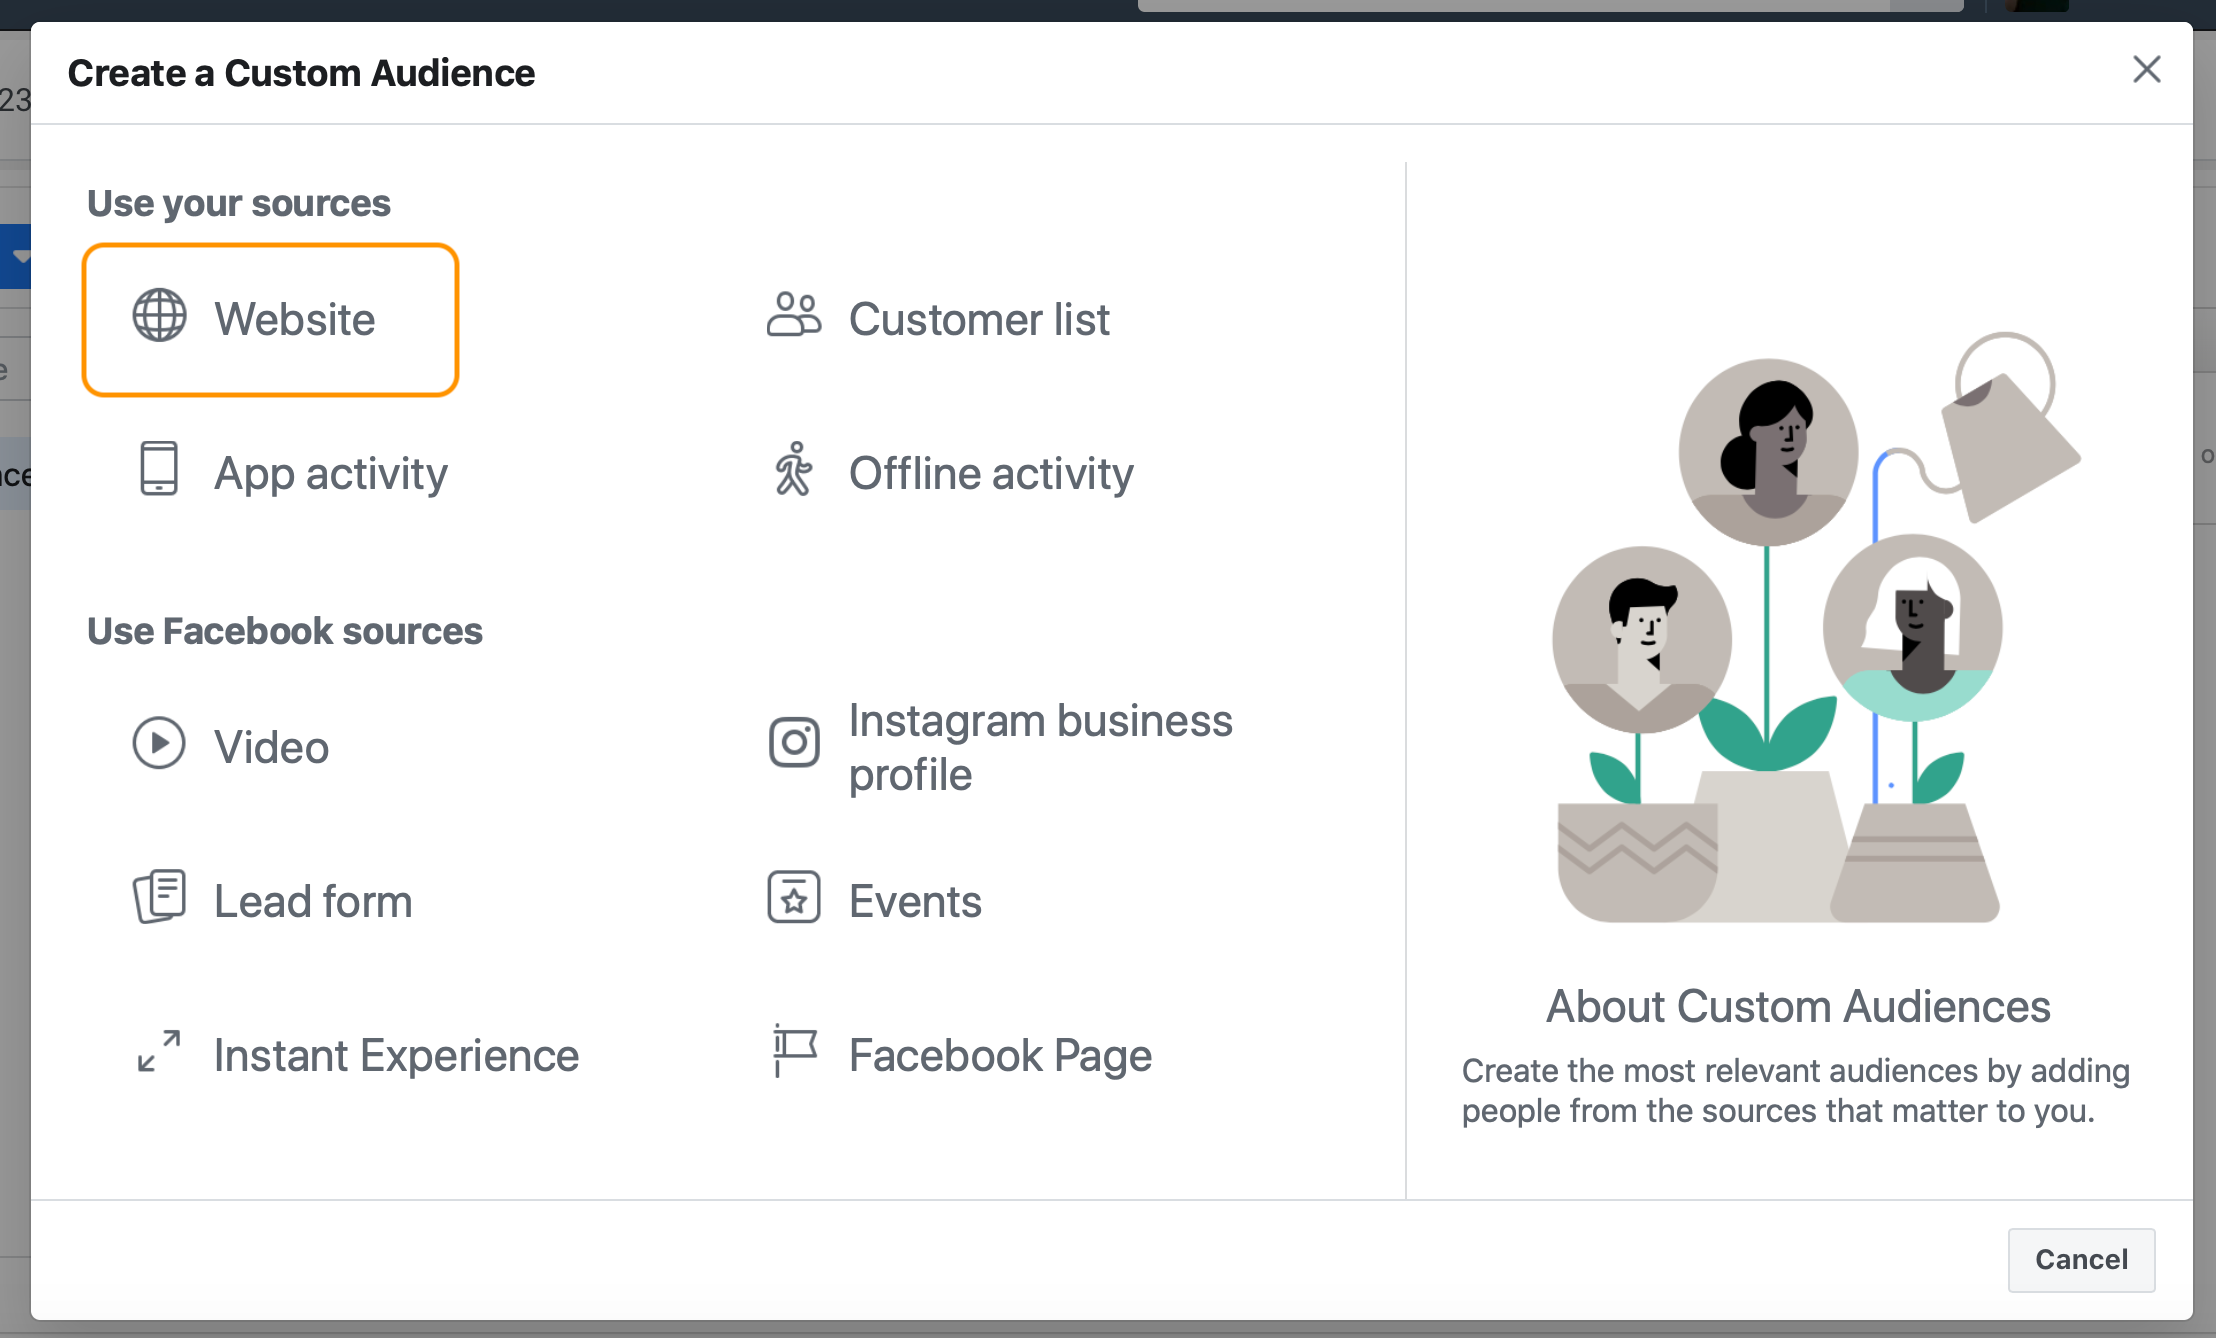 Create a Custom Audience
23
Use your sources
Website
Customer list
App activity
Offline activity
Use Facebook sources
Video
Instagram business
profile
Lead form
Events
Instant Experience
Facebook Page
About Custom Audiences
Create the most relevant audiences by adding
people from the sources that matter to you.
Cancel